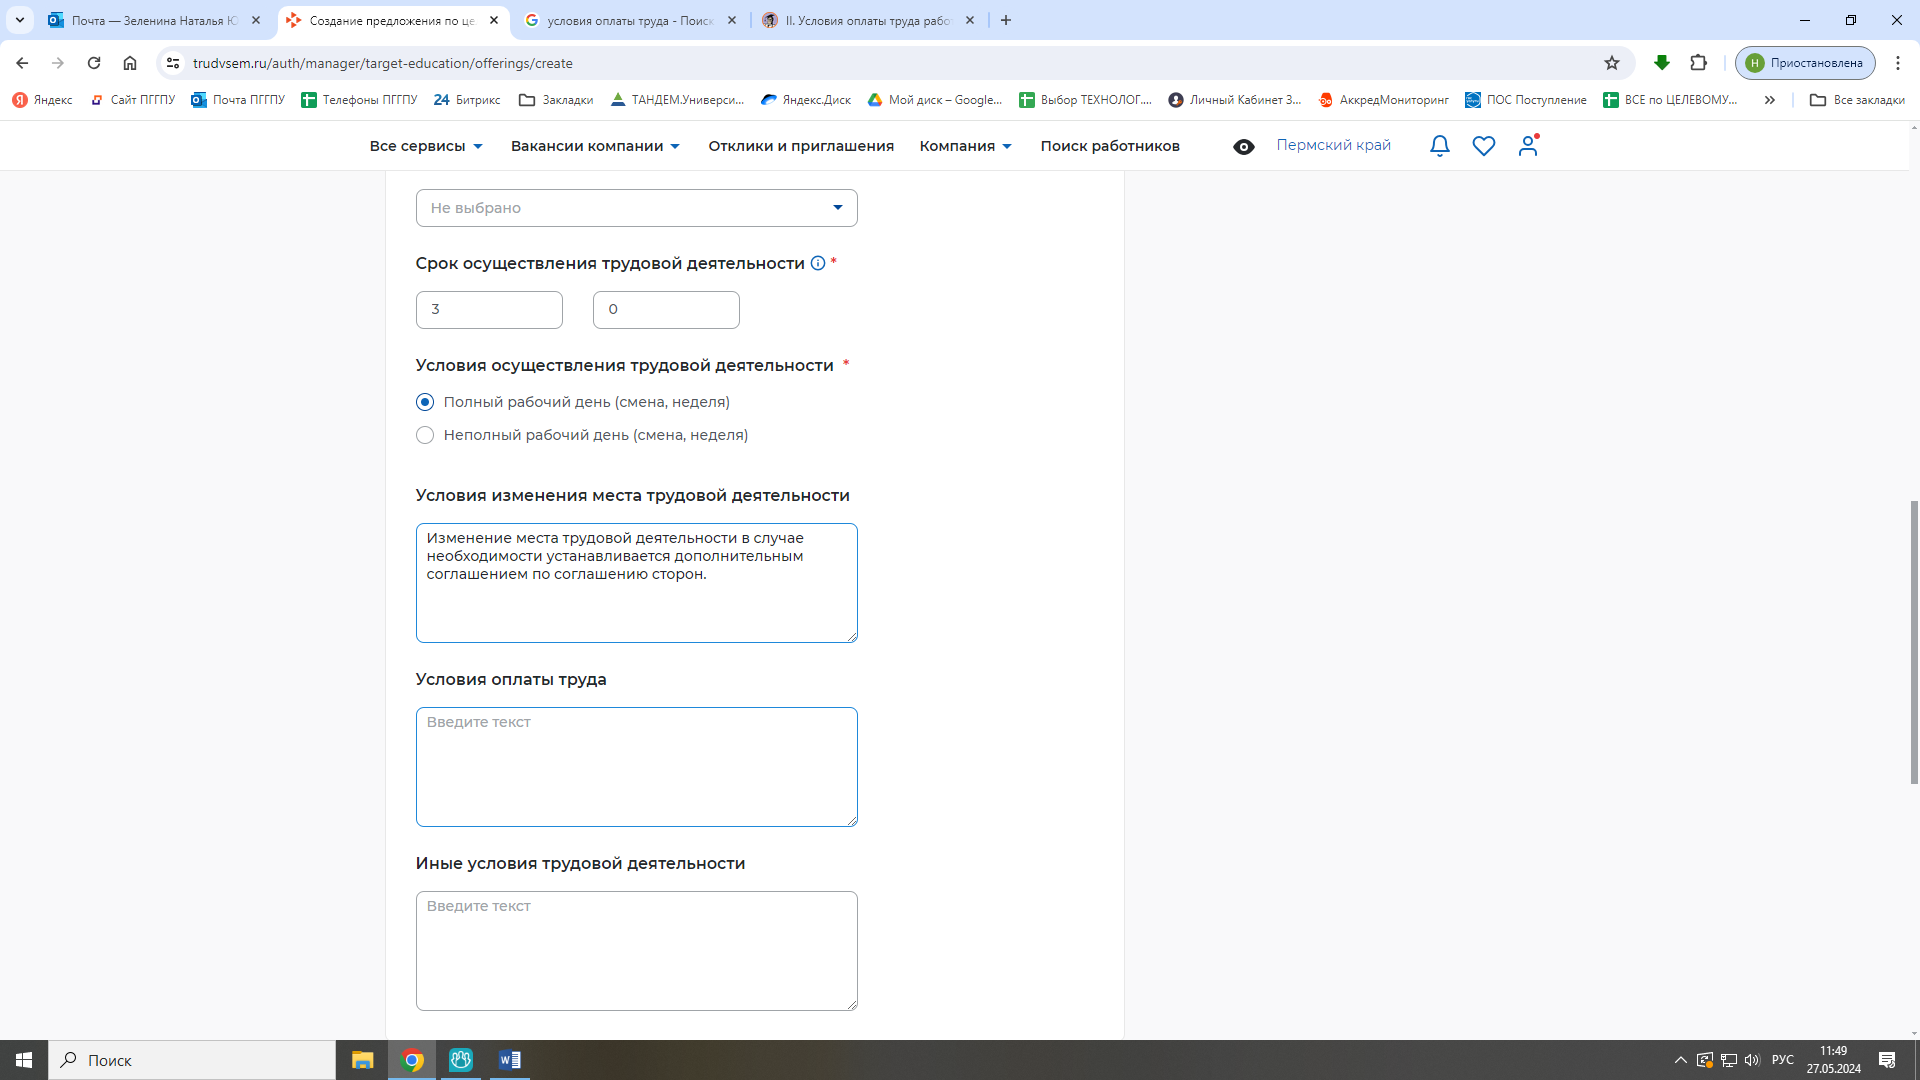 Почта — Зеленина Наталья Ю
Создание предложения по це
условия оплаты труда - Поиск
II. Условия оплаты труда рабо
trudvsem.ru/auth/manager/target-education/offerings/create
Н Приостановлена
Яндекс
Сайт ПГГПУ
Почта ПГГПУ
Телефоны ПГГПУ
24 Битрикс
Закладки
ТАНДЕМ.Универси...
Яндекс.Диск
Мой диск – Google...
Выбор ТЕХНОЛОГ....
Личный Кабинет З...
АккредМониторинг
ПОС Поступление
ВСЕ по ЦЕЛЕВОМУ...
Все закладки
Все сервисы
Вакансии компании
Отклики и приглашения
Компания
Поиск работников
Пермский край
Не выбрано
Срок осуществления трудовой деятельности *
3 0
Условия осуществления трудовой деятельности *
Полный рабочий день (смена, неделя)
Неполный рабочий день (смена, неделя)
Условия изменения места трудовой деятельности
Изменение места трудовой деятельности в случае
необходимости устанавливается дополнительным
соглашением по соглашению сторон.
Условия оплаты труда
Введите текст
Иные условия трудовой деятельности
Введите текст
Поиск
РУС
11:49
27.05.2024